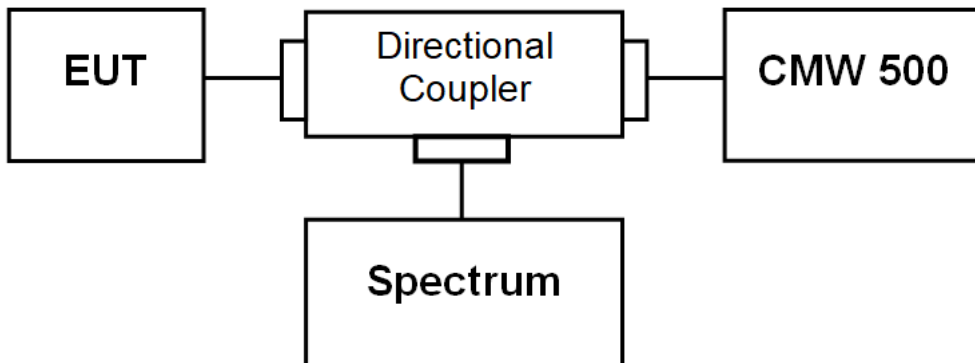 EUT
Directional
Coupler
CMW 500
Spectrum